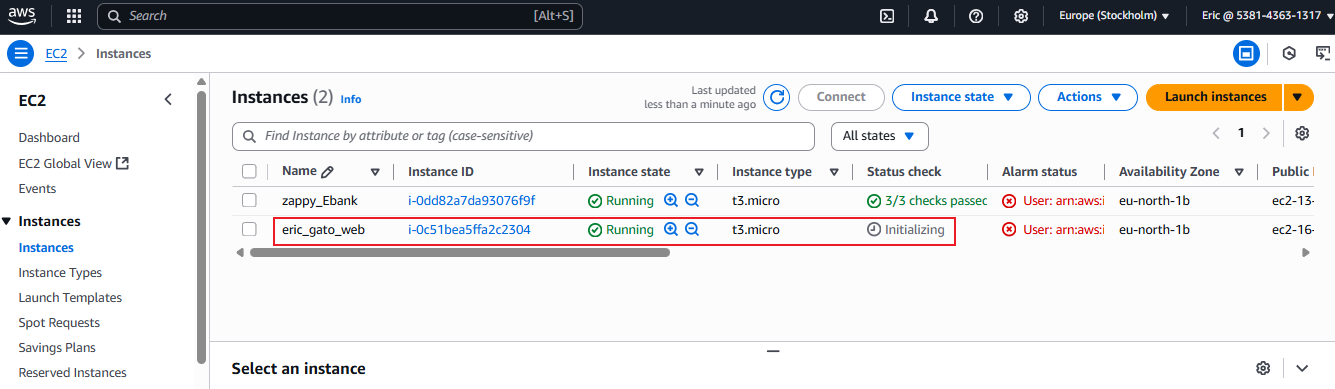 aws Search [Alt+S] Europe (Stockholm) Eric @ 5381-4363-1317
EC2 Instances
EC2
Dashboard
EC2 Global View
Events
Instances
Instances
Instance Types
Launch Templates
Spot Requests
Savings Plans
Reserved Instances
Instances (2) Info
Last updated
less than a minute ago
Connect Instance state Actions Launch instances
Find Instance by attribute or tag (case-sensitive) All states 1
Name Instance ID Instance state Instance type Status check Alarm status Availability Zone Public
zappy_Ebank i-0dd82a7da93076f9f Running t3.micro 3/3 checks passed User: arn:aws:i eu-north-1b ec2-13-
eric_gato_web i-0c51bea5ffa2c2304 Running t3.micro Initializing User: arn:aws:i eu-north-1b ec2-16-
Select an instance